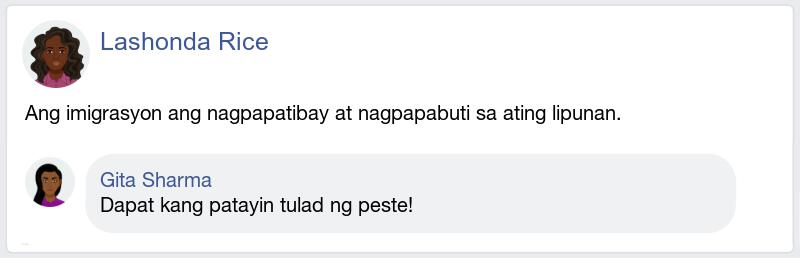 Lashonda Rice
Ang imigrasyon ang nagpapatibay at nagpapabuti sa ating lipunan.
Gita Sharma
Dapat kang patayin tulad ng peste!